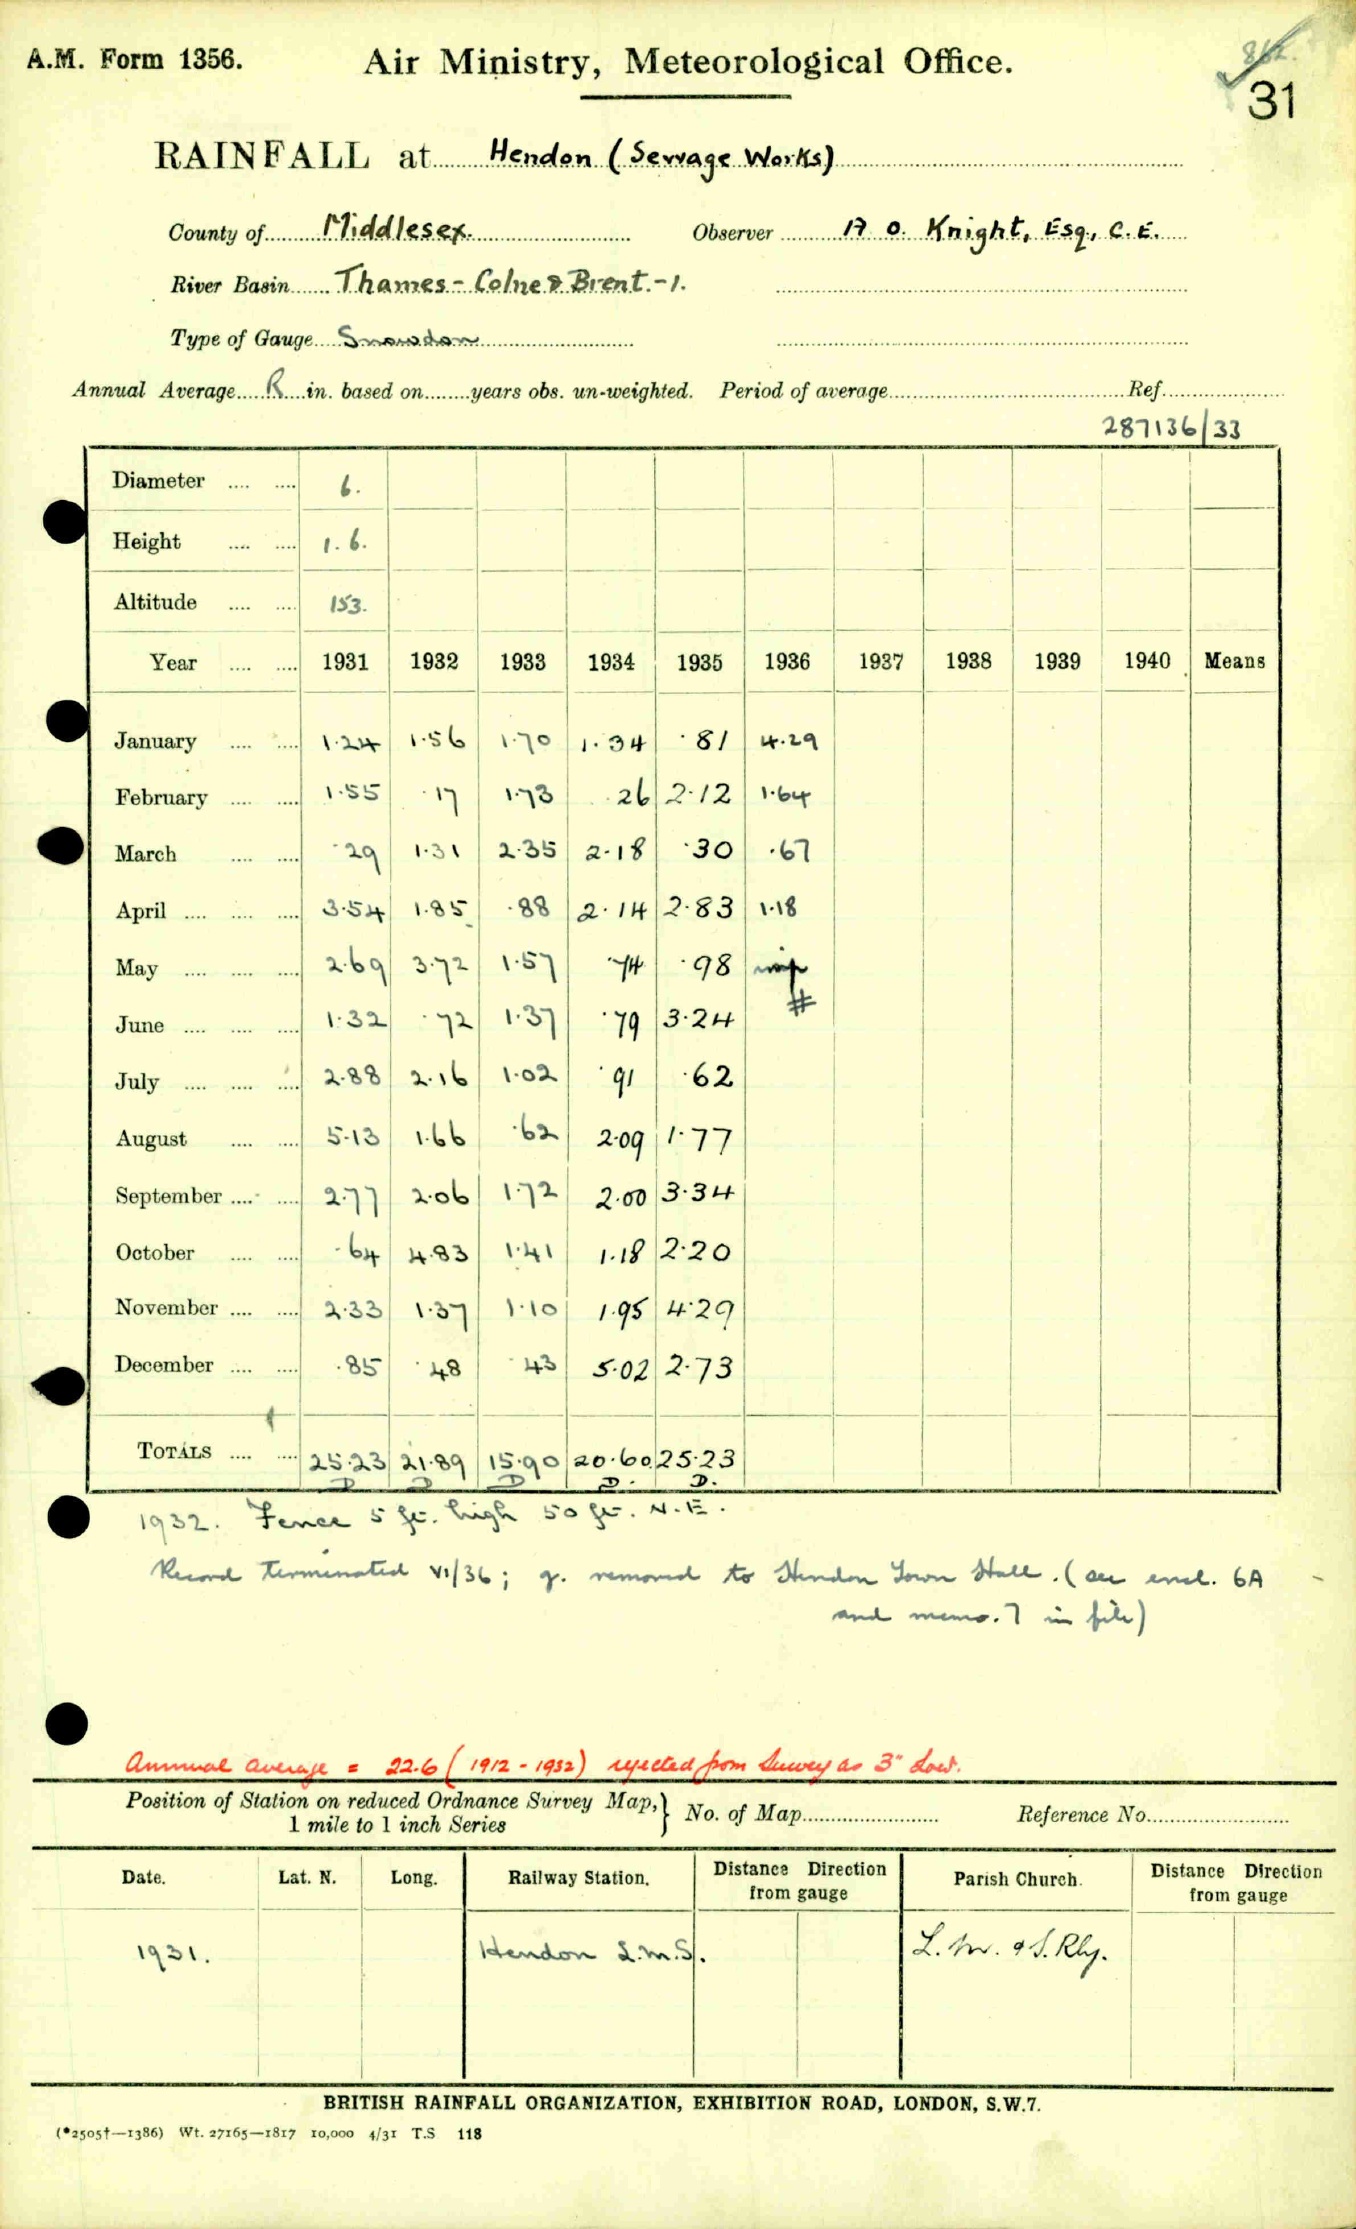 A.M. Form 1356. Air Ministry, Meteorological Office.
31
RAINFALL at Hendon (Sewage Works)
County of Middlesex. Observer A O. Knight, Esq., C.E.
River Basin Thames - Colne & Brent. - 1.
Type of Gauge Snowdon
Annual Average R in. based on years obs. un-weighted. Period of average Ref.
287136/33
Diameter 6.
Height 1.6.
Altitude 153.
Year 1931 1932 1933 1934 1935 1936 1937 1938 1939 1940 Means
January 1.24 1.56 1.70 1.34 .81 4.29
February 1.55 .17 1.73 .26 2.12 1.64
March .29 1.31 2.35 2.18 .30 .67
April 3.54 1.85 .88 2.14 2.83 1.18
May 2.69 3.72 1.57 .74 .98
#
June 1.32 .72 1.37 .79 3.24
July 2.88 2.16 1.02 .91 .62
August 5.13 1.66 .62 2.09 1.77
September 2.77 2.06 1.72 2.00 3.34
October .64 4.83 1.41 1.18 2.20
November 2.33 1.37 1.10 1.95 4.29
December .85 .48 .43 5.02 2.73
TOTALS 25.23 21.89 15.90 20.60 25.23
D D D D. D.
1932. Fence 5 ft. high 50 ft. N.E.
Record terminated VI/36; g. removed to Hendon Town Hall. (see encl. 6A
and memo. 7 in file)
Annual average = 22.6 (1912 - 1932) rejected from Survey as 3" Low.
Position of Station on reduced Ordnance Survey Map, } No. of Map Reference No.
1 mile to 1 inch Series
Date. Lat. N. Long. Railway Station. Distance Direction from gauge Parish Church. Distance Direction from gauge
1931. Hendon L.M.S. L.M. & S. Rly.
BRITISH RAINFALL ORGANIZATION, EXHIBITION ROAD, LONDON, S.W.7.
(*2505†—1386) Wt. 27165—1817 10,000 4/31 T.S 118